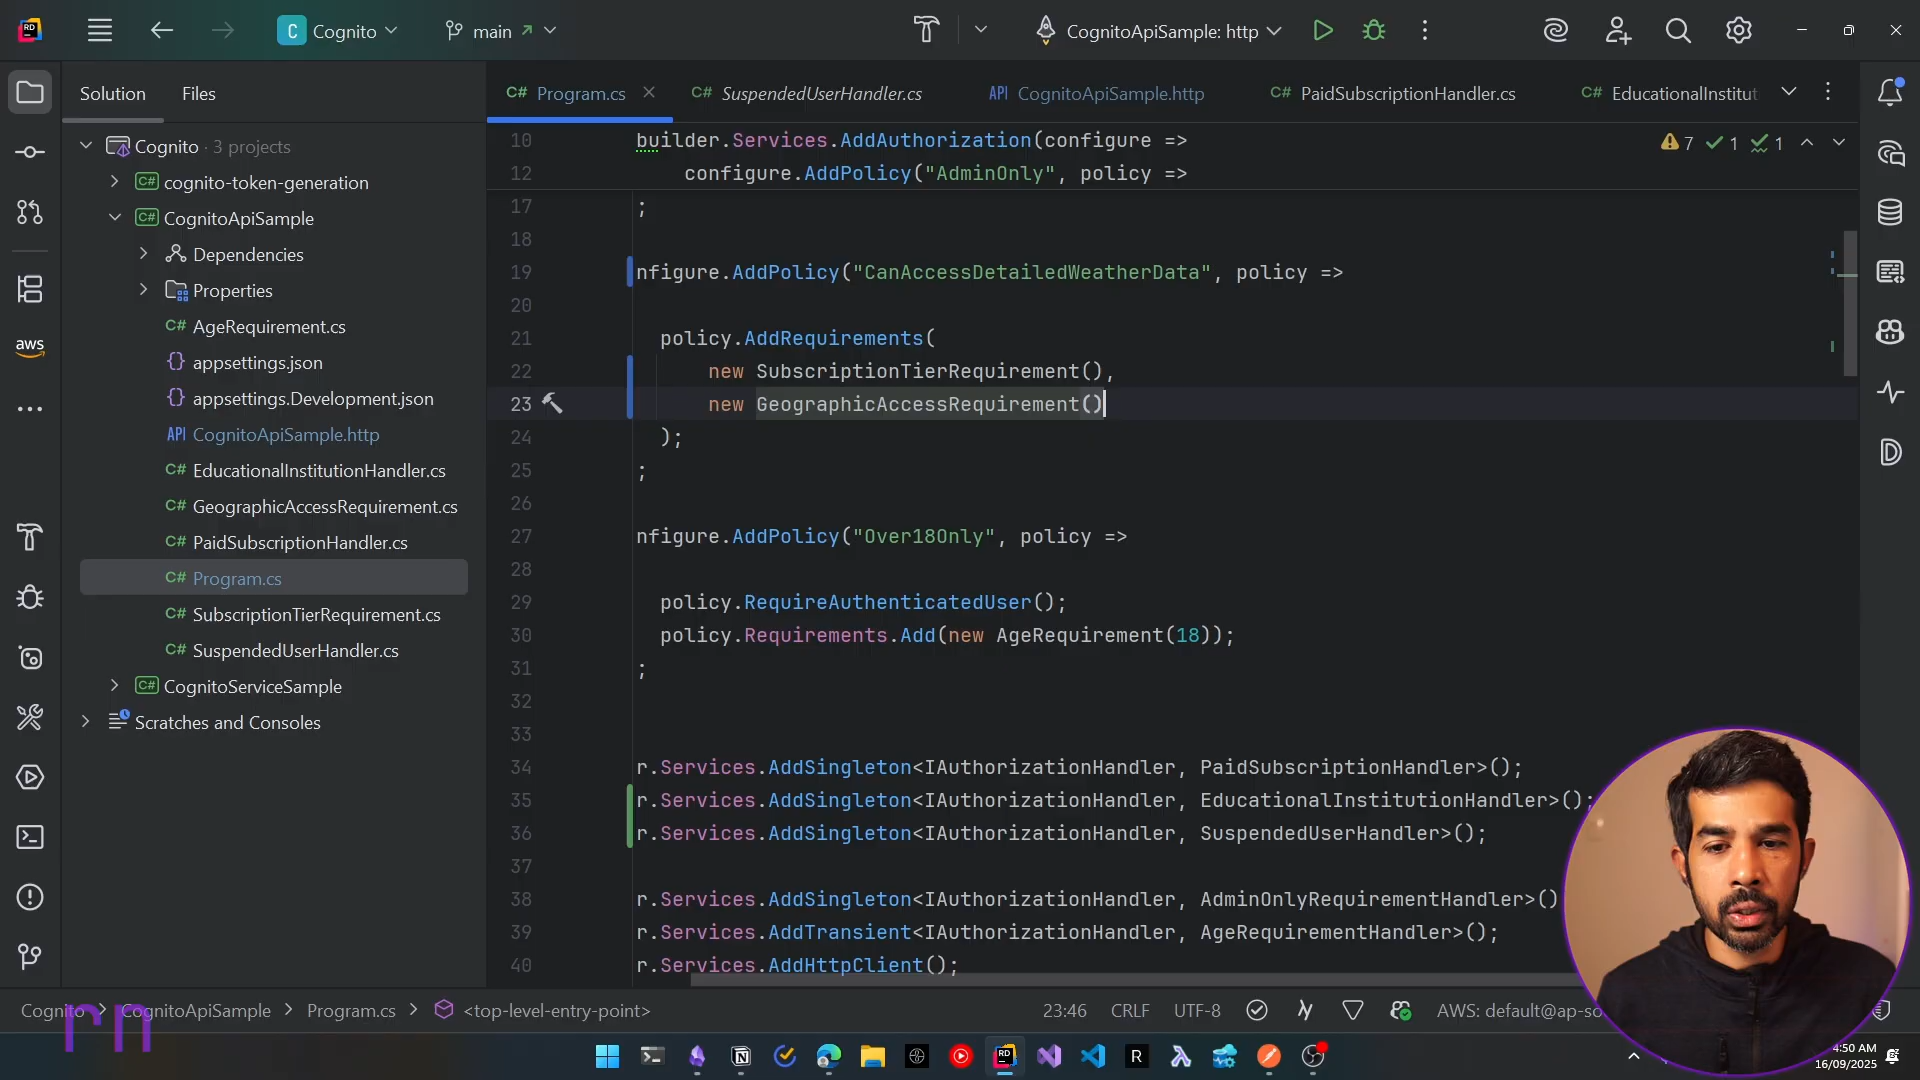 RD
C Cognito
main
CognitoApiSample: http
Solution
Files
C# Program.cs
C# SuspendedUserHandler.cs
API CognitoApiSample.http
C# PaidSubscriptionHandler.cs
C# EducationalInstitut
Cognito · 3 projects
C# cognito-token-generation
C# CognitoApiSample
Dependencies
Properties
C# AgeRequirement.cs
{} appsettings.json
{} appsettings.Development.json
API CognitoApiSample.http
C# EducationalInstitutionHandler.cs
C# GeographicAccessRequirement.cs
C# PaidSubscriptionHandler.cs
C# Program.cs
C# SubscriptionTierRequirement.cs
C# SuspendedUserHandler.cs
C# CognitoServiceSample
Scratches and Consoles
aws
7 1 1
10 builder.Services.AddAuthorization(configure =>
12 configure.AddPolicy("AdminOnly", policy =>
17 ;
18
19 nfigure.AddPolicy("CanAccessDetailedWeatherData", policy =>
20
21 policy.AddRequirements(
22 new SubscriptionTierRequirement(),
23 new GeographicAccessRequirement()
24 );
25 ;
26
27 nfigure.AddPolicy("Over18Only", policy =>
28
29 policy.RequireAuthenticatedUser();
30 policy.Requirements.Add(new AgeRequirement(18));
31 ;
32
33
34 r.Services.AddSingleton<IAuthorizationHandler, PaidSubscriptionHandler>();
35 r.Services.AddSingleton<IAuthorizationHandler, EducationalInstitutionHandler>();
36 r.Services.AddSingleton<IAuthorizationHandler, SuspendedUserHandler>();
37
38 r.Services.AddSingleton<IAuthorizationHandler, AdminOnlyRequirementHandler>()
39 r.Services.AddTransient<IAuthorizationHandler, AgeRequirementHandler>();
40 r.Services.AddHttpClient();
Cognito > CognitoApiSample > Program.cs > <top-level-entry-point>
23:46
CRLF
UTF-8
AWS: default@ap-so
rn
4:50 AM
16/09/2025